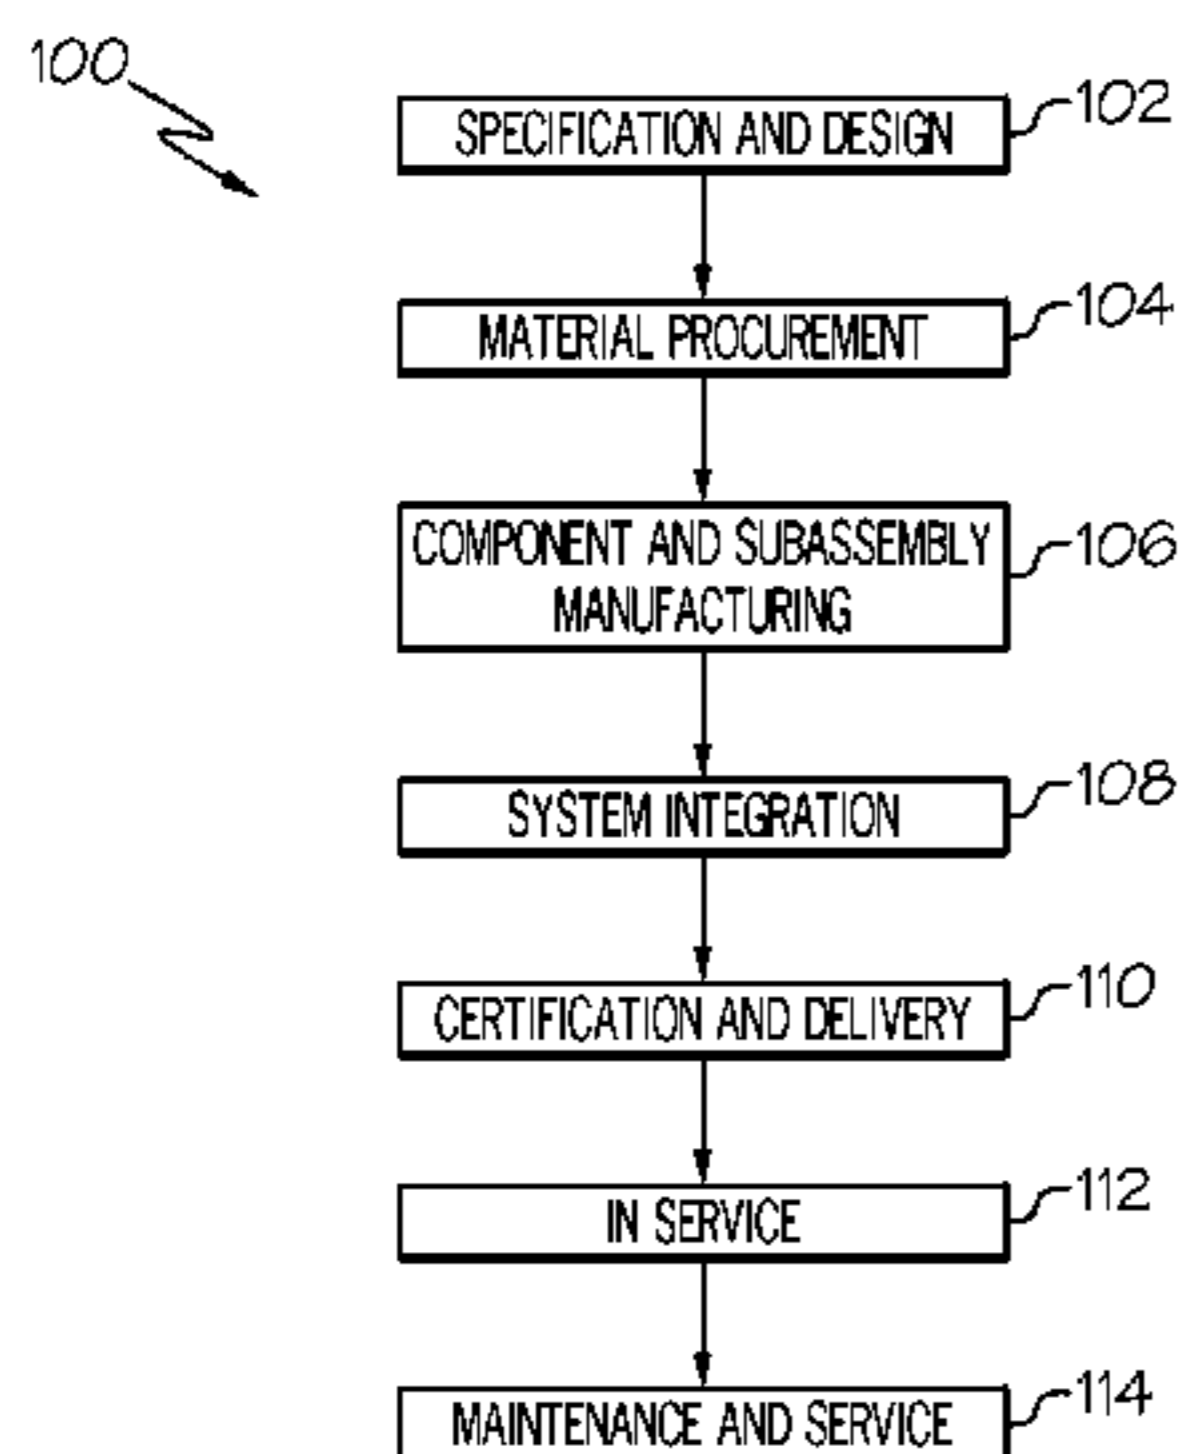 100
SPECIFICATION AND DESIGN 102
MATERIAL PROCUREMENT 104
COMPONENT AND SUBASSEMBLY
MANUFACTURING 106
SYSTEM INTEGRATION 108
CERTIFICATION AND DELIVERY 110
IN SERVICE 112
MAINTENANCE AND SERVICE 114